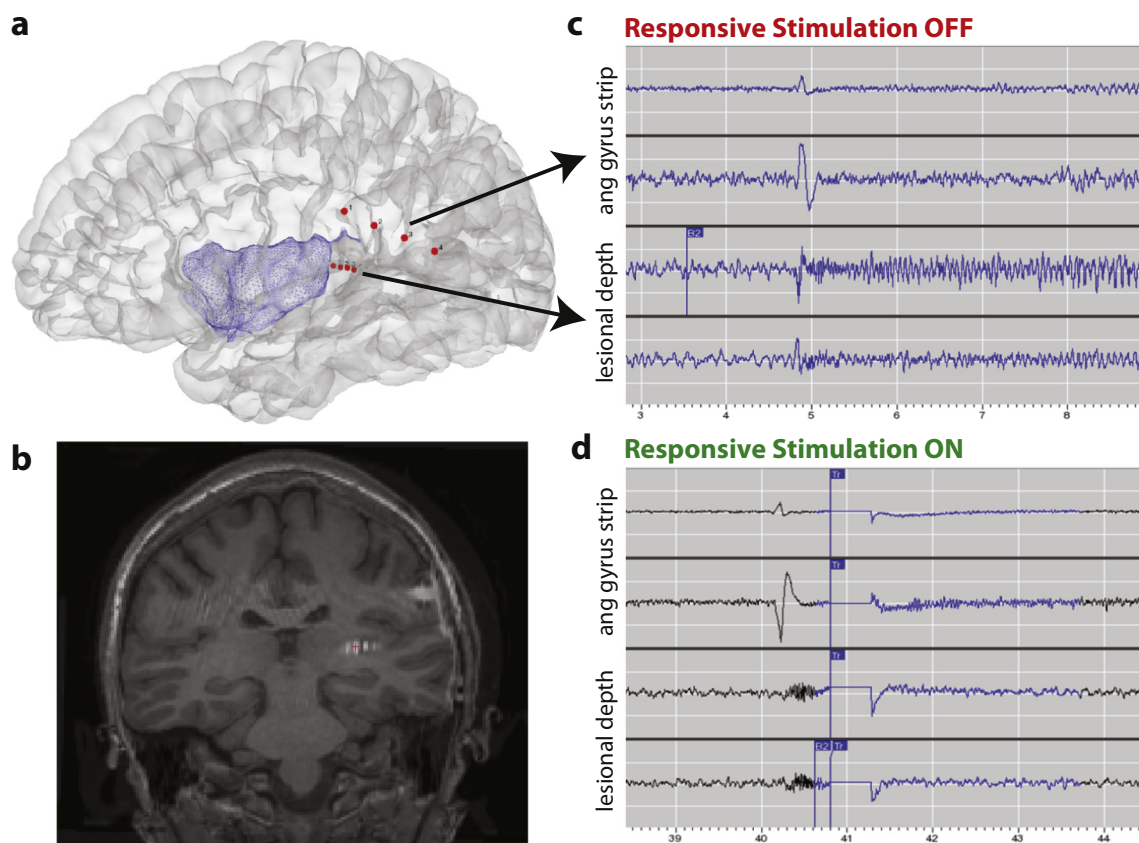 a
1
2
3
4
b
c
Responsive Stimulation OFF
ang gyrus strip
lesional depth
B2
3 4 5 6 7 8
d
Responsive Stimulation ON
ang gyrus strip
lesional depth
Tr
Tr
Tr
B2 Tr
39 40 41 42 43 44